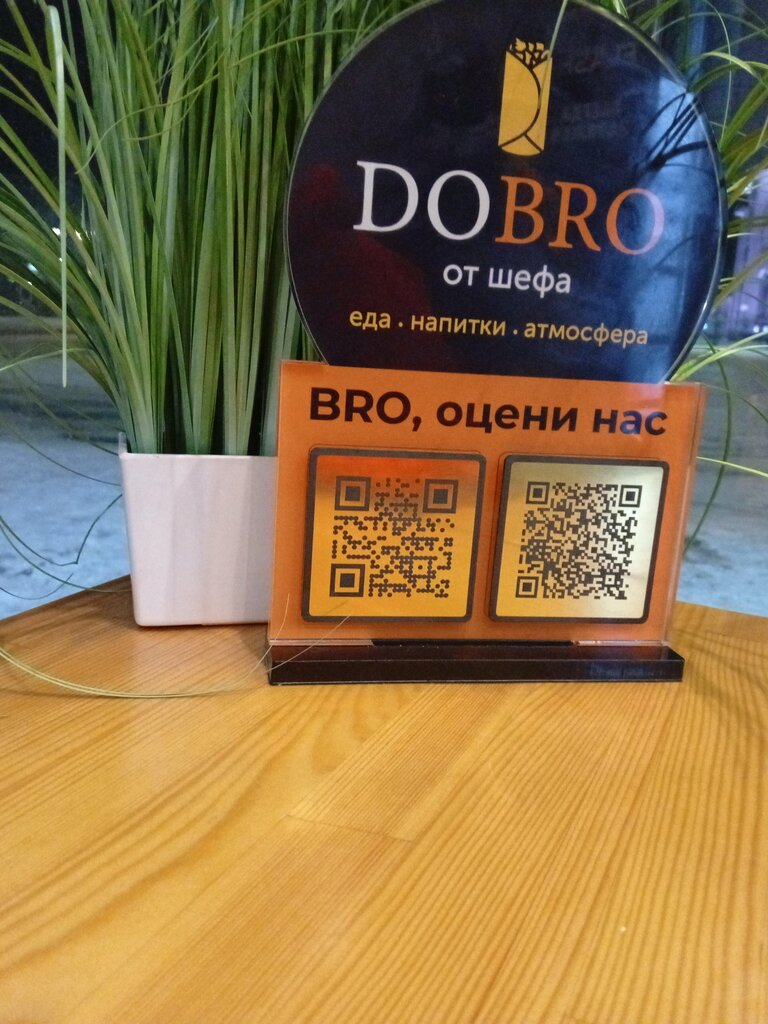 DOBRO
от шефа
еда . напитки . атмосфера
BRO, оцени нас